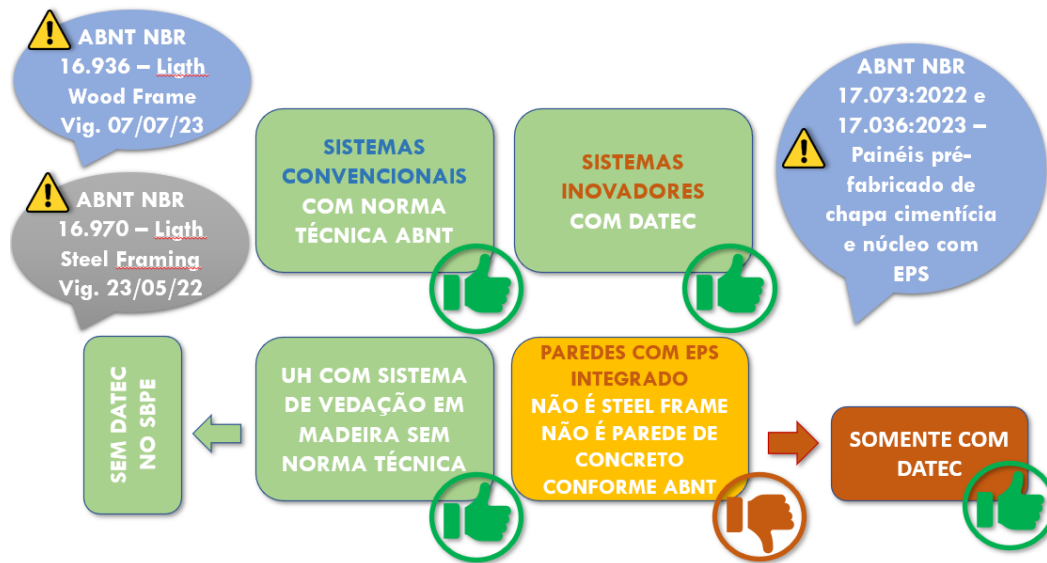 ABNT NBR
16.936 – Ligth
Wood Frame
Vig. 07/07/23
ABNT NBR
16.970 – Ligth
Steel Framing
Vig. 23/05/22
SISTEMAS
CONVENCIONAIS
COM NORMA
TÉCNICA ABNT
SISTEMAS
INOVADORES
COM DATEC
ABNT NBR
17.073:2022 e
17.036:2023 –
Painéis pré-
fabricado de
chapa cimentícia
e núcleo com
EPS
SEM DATEC
NO SBPE
UH COM SISTEMA
DE VEDAÇÃO EM
MADEIRA SEM
NORMA TÉCNICA
PAREDES COM EPS
INTEGRADO
NÃO É STEEL FRAME
NÃO É PAREDE DE
CONCRETO
CONFORME ABNT
SOMENTE COM
DATEC